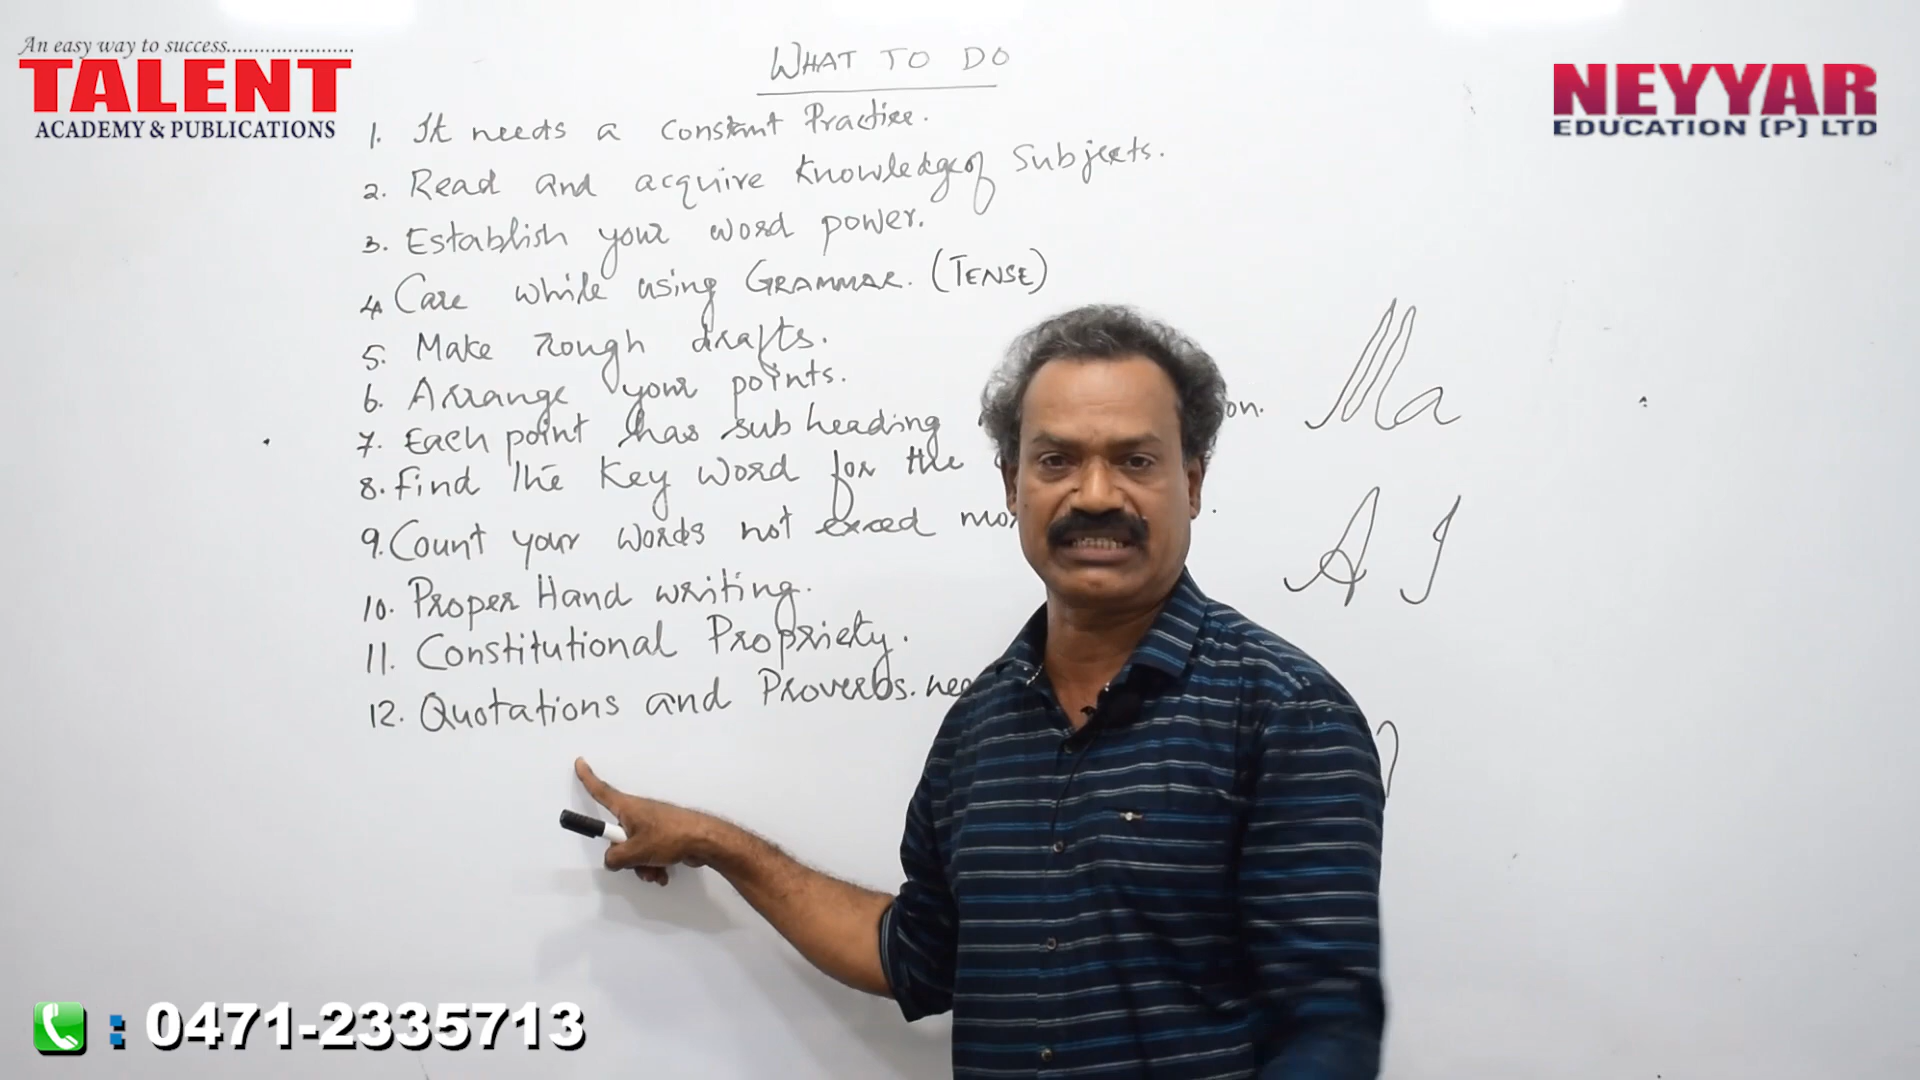 An easy way to success.......................
TALENT
ACADEMY & PUBLICATIONS
NEYYAR
EDUCATION (P) LTD
WHAT TO DO
1. It needs a constant Practise.
2. Read and acquire Knowledge of Subjects.
3. Establish your word power.
4 Care while using GRAMMAR. (TENSE)
5. Make rough drafts.
6. Arrange your points.
7. Each point has sub heading
8. Find the Key word for the
9. Count your words not exceed
10. Proper Hand writing.
11. Constitutional Propriety.
12. Quotations and Proverbs.
Ma
A I
: 0471-2335713